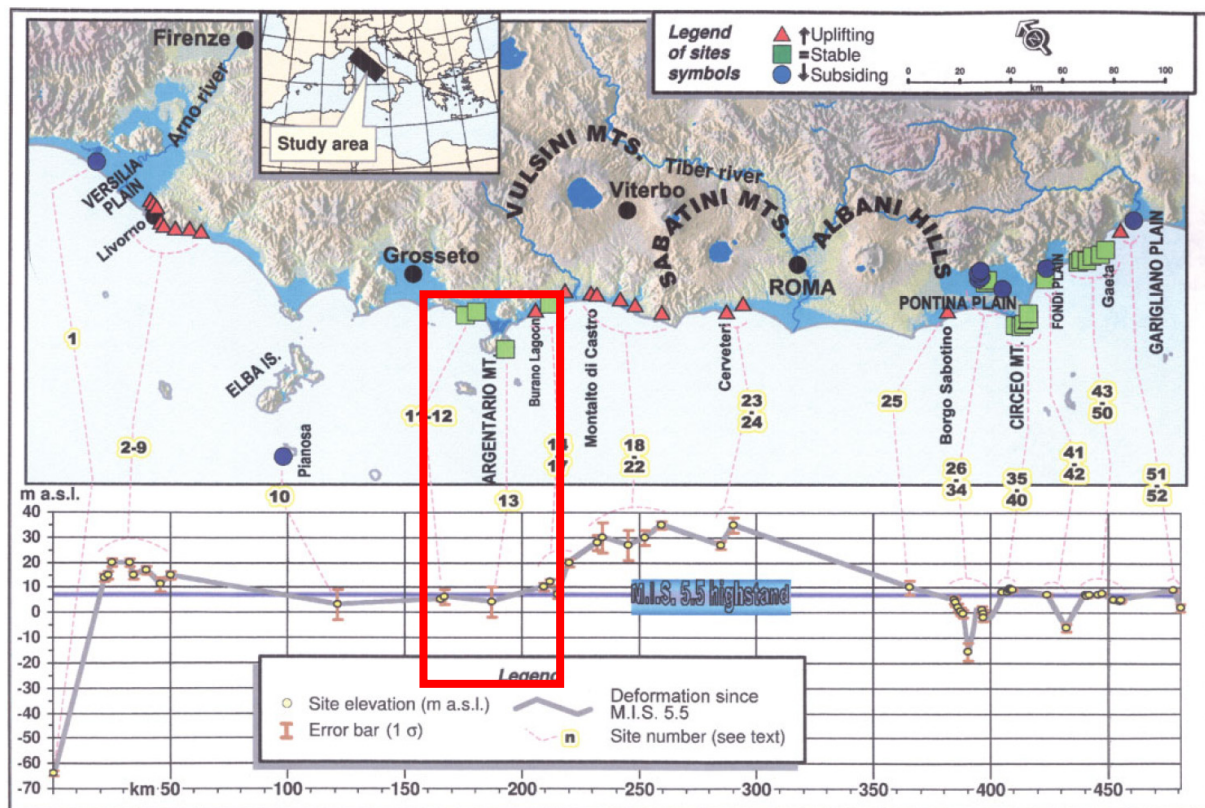 Firenze
Arno river
Study area
Legend
of sites
symbols
↑Uplifting
=Stable
↓Subsiding
0 20 40 60 80 100
km
VERSILIA
PLAIN
Livorno
Grosseto
VULSINI MTS.
Viterbo
Tiber river
SABATINI MTS.
ALBANI HILLS
ROMA
PONTINA PLAIN
FONDI PLAIN
Gaeta
GARIGLIANO PLAIN
ELBA IS.
Pianosa
ARGENTARIO MT.
Burano Lagoon
Montalto di Castro
Cerveteri
Borgo Sabotino
CIRCEO MT.
1
2-9
10
11-12
13
14
17
18
-
22
23
-
24
25
26
-
34
35
-
40
41
-
42
43
-
50
51
-
52
m a.s.l.
40
30
20
10
0
-10
-20
-30
-40
-50
-60
-70
M.I.S. 5.5 highstand
Legend
Site elevation (m a.s.l.)
Error bar (1 σ)
Deformation since
M.I.S. 5.5
n Site number (see text)
0 km 50 100 150 200 250 300 350 400 450